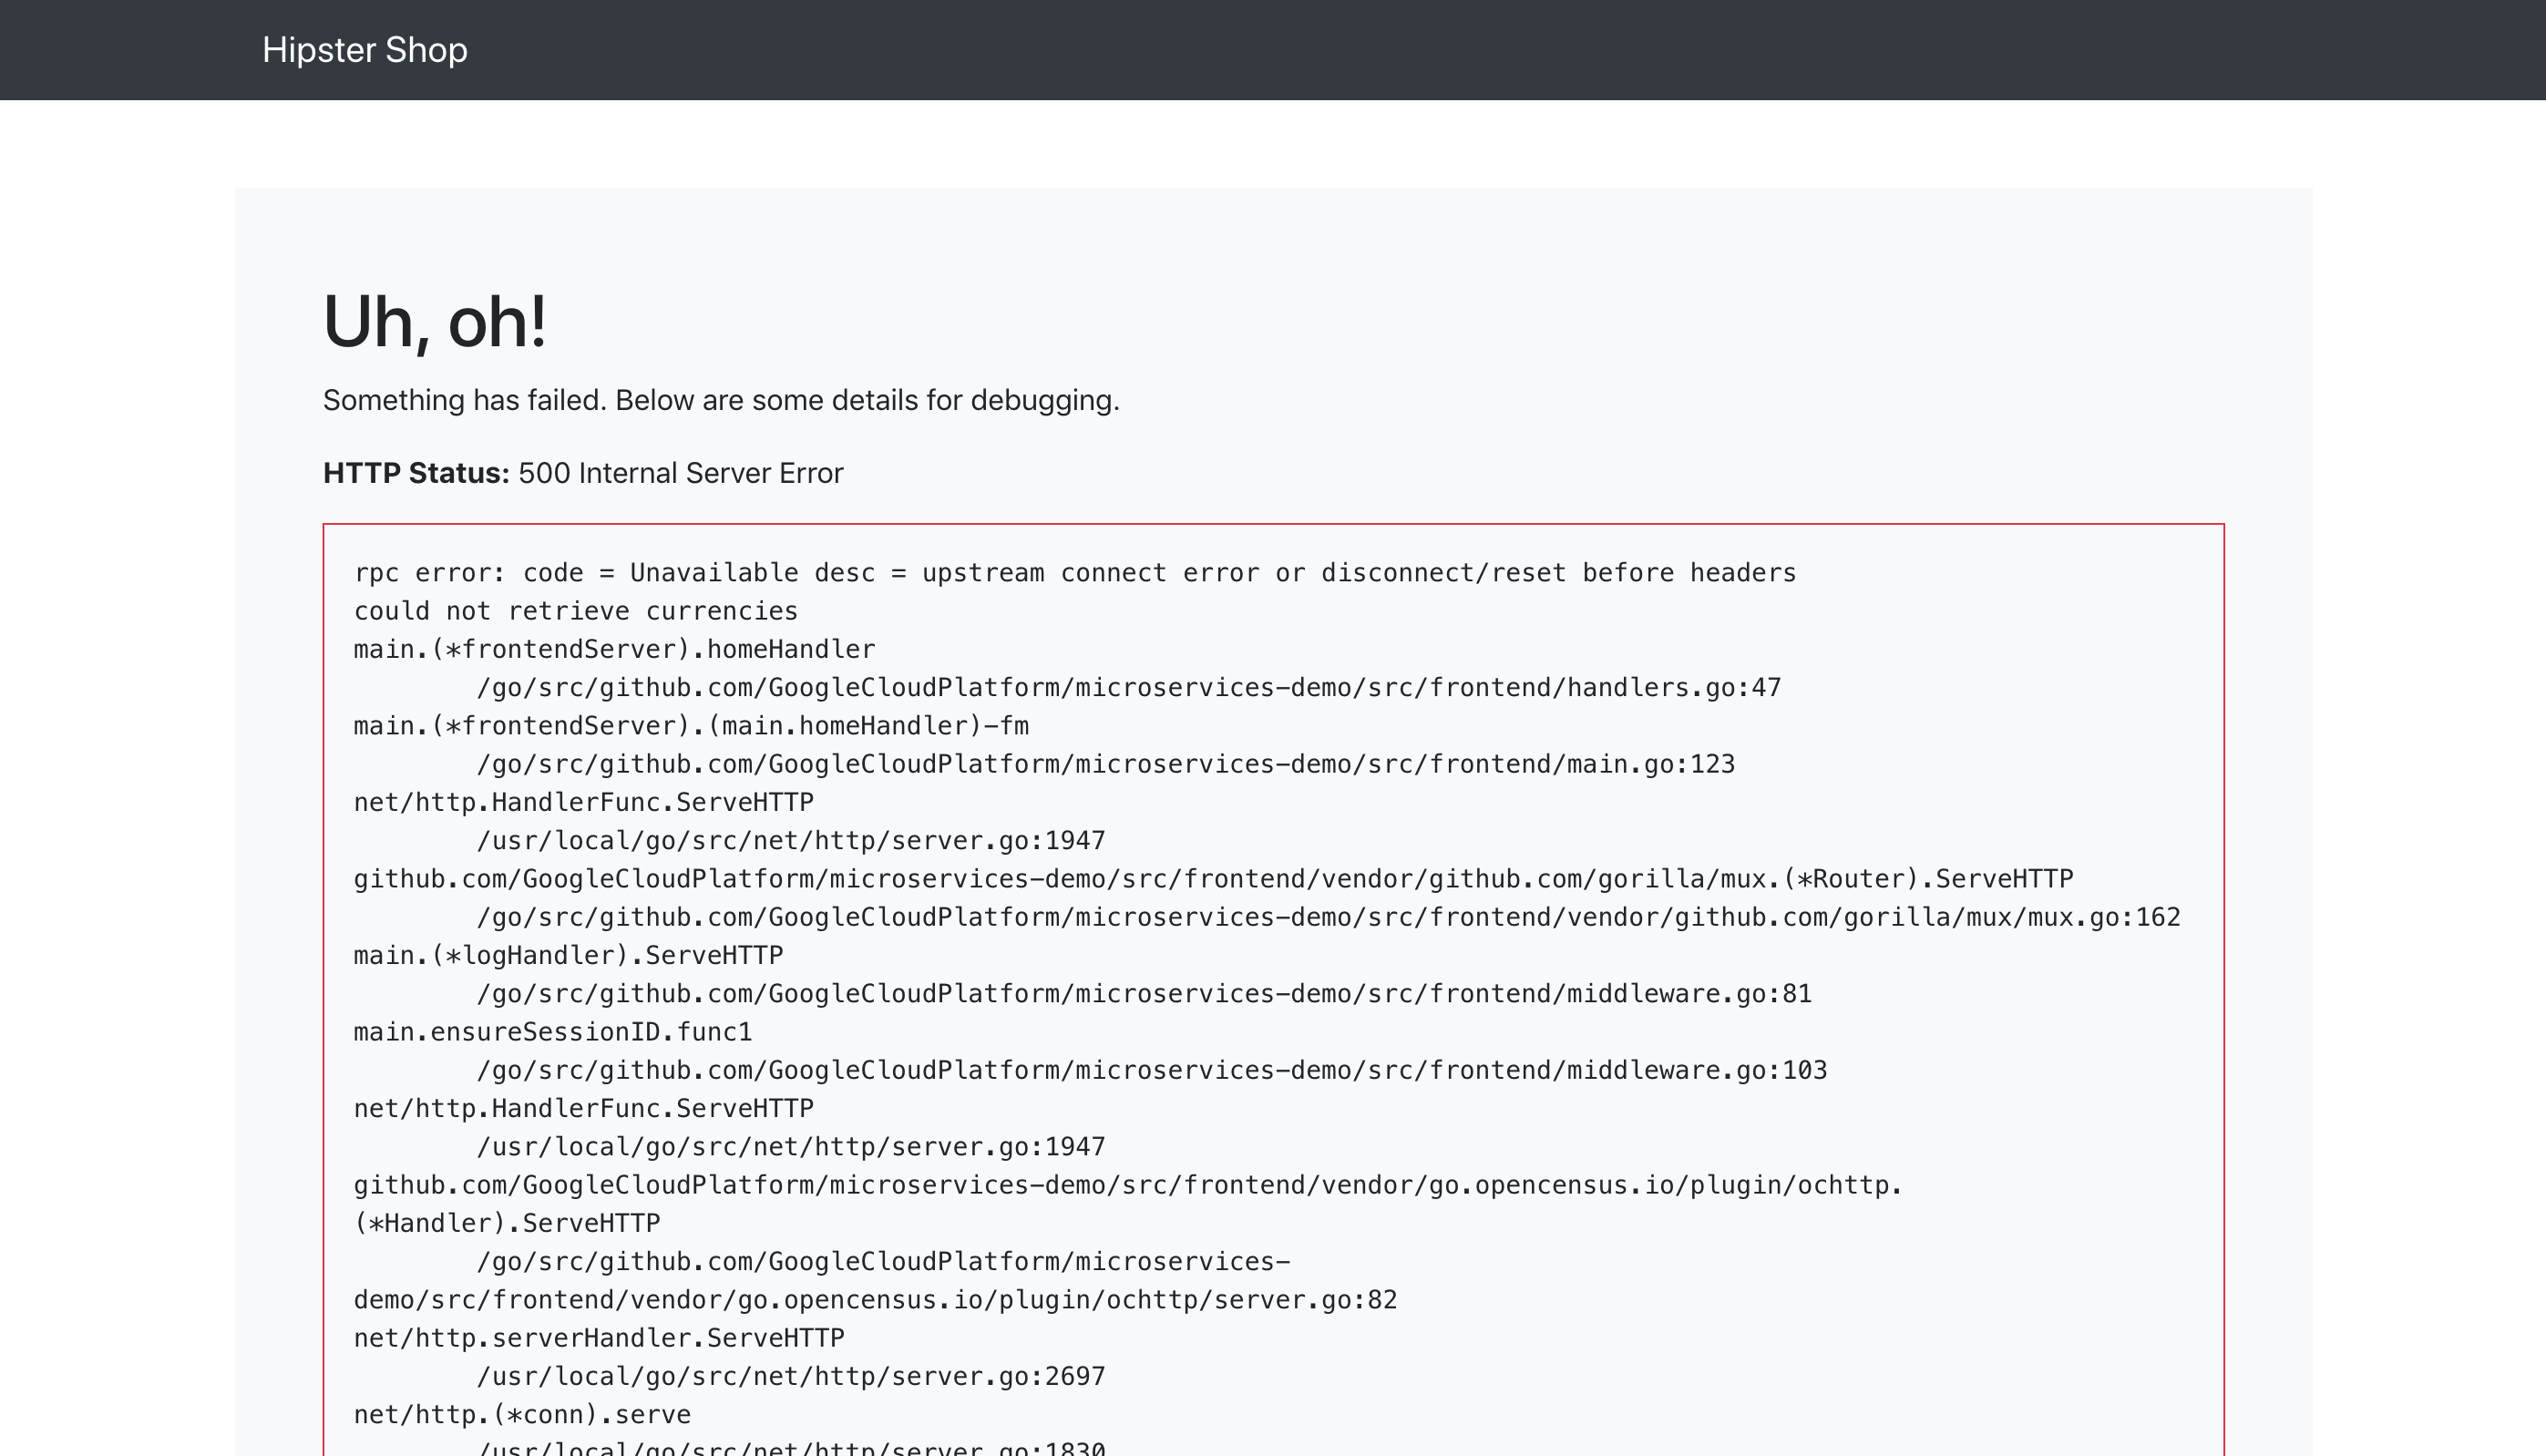 Hipster Shop
Uh, oh!
Something has failed. Below are some details for debugging.
HTTP Status: 500 Internal Server Error
rpc error: code = Unavailable desc = upstream connect error or disconnect/reset before headers
could not retrieve currencies
main.(*frontendServer).homeHandler
        /go/src/github.com/GoogleCloudPlatform/microservices-demo/src/frontend/handlers.go:47
main.(*frontendServer).(main.homeHandler)-fm
        /go/src/github.com/GoogleCloudPlatform/microservices-demo/src/frontend/main.go:123
net/http.HandlerFunc.ServeHTTP
        /usr/local/go/src/net/http/server.go:1947
github.com/GoogleCloudPlatform/microservices-demo/src/frontend/vendor/github.com/gorilla/mux.(*Router).ServeHTTP
        /go/src/github.com/GoogleCloudPlatform/microservices-demo/src/frontend/vendor/github.com/gorilla/mux/mux.go:162
main.(*logHandler).ServeHTTP
        /go/src/github.com/GoogleCloudPlatform/microservices-demo/src/frontend/middleware.go:81
main.ensureSessionID.func1
        /go/src/github.com/GoogleCloudPlatform/microservices-demo/src/frontend/middleware.go:103
net/http.HandlerFunc.ServeHTTP
        /usr/local/go/src/net/http/server.go:1947
github.com/GoogleCloudPlatform/microservices-demo/src/frontend/vendor/go.opencensus.io/plugin/ochttp.
(*Handler).ServeHTTP
        /go/src/github.com/GoogleCloudPlatform/microservices-
demo/src/frontend/vendor/go.opencensus.io/plugin/ochttp/server.go:82
net/http.serverHandler.ServeHTTP
        /usr/local/go/src/net/http/server.go:2697
net/http.(*conn).serve
        /usr/local/go/src/net/http/server.go:1830